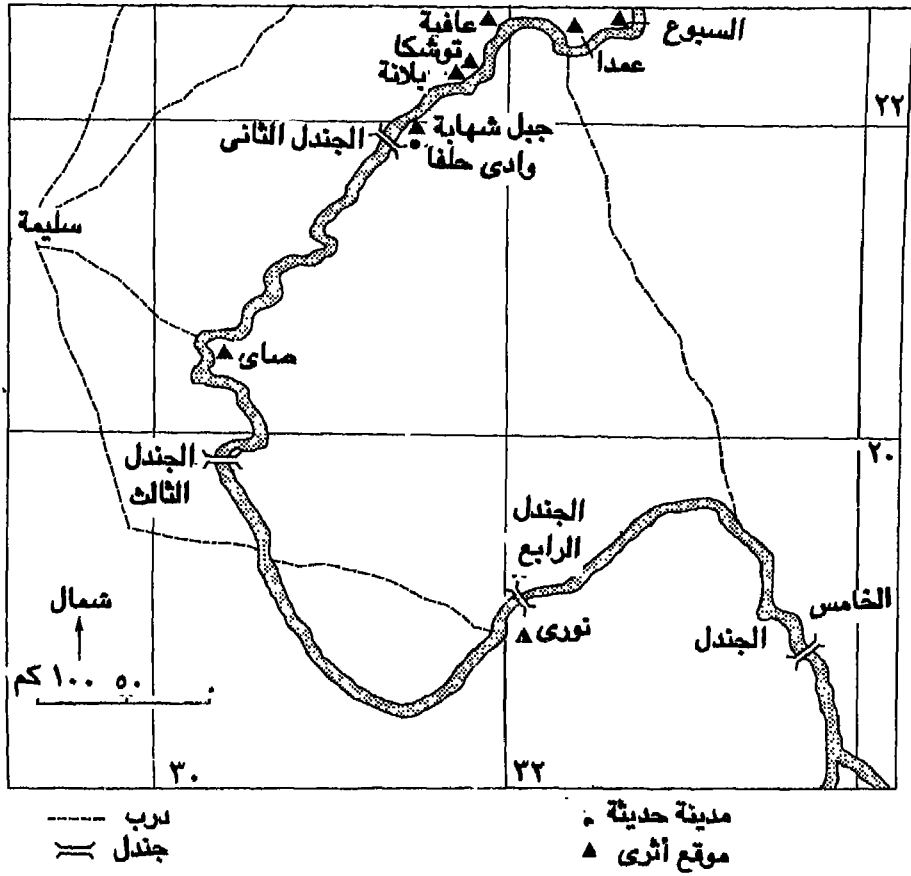 السبوع
عافية
عمدا
توشكا
بلانة
٢٢
جبل شهابة
الجندل الثانى
وادى حلفا
سليمة
صاى
٢٠
الجندل
الثالث
الجندل
الرابع
الخامس
الجندل
نورى
شمال
٥٠ ١٠٠ كم
٣٠
٣٢
مدينة حديثة
درب
موقع أثرى
جندل